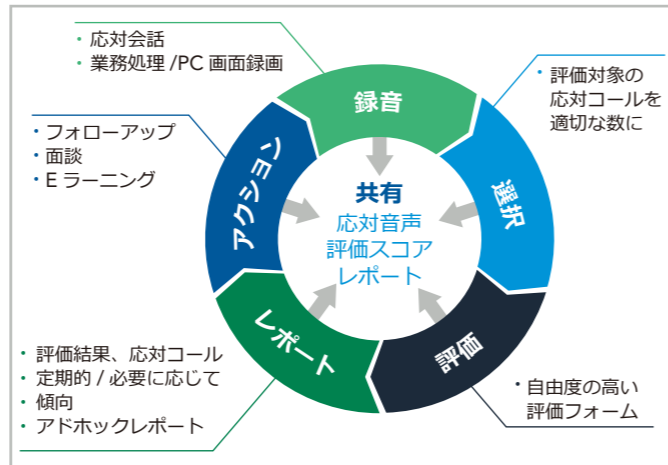 ・応対会話
・業務処理 /PC 画面録画
録音
・評価対象の
応対コールを
適切な数に
選択
・フォローアップ
・面談
・E ラーニング
アクション
共有
応対音声
評価スコア
レポート
レポート
評価
・評価結果、応対コール
・定期的 / 必要に応じて
・傾向
・アドホックレポート
・自由度の高い
評価フォーム